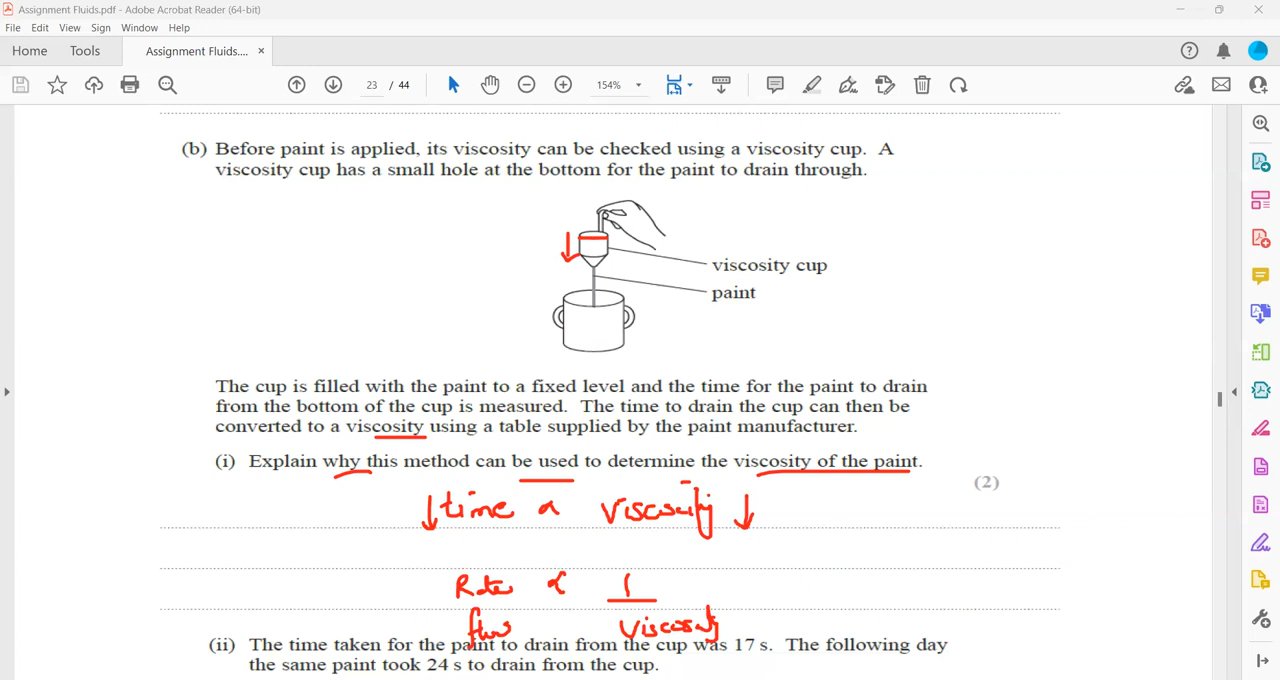 Assignment Fluids.pdf - Adobe Acrobat Reader (64-bit)
File Edit View Sign Window Help
Home Tools Assignment Fluids.... ×
23 / 44 154%
(b) Before paint is applied, its viscosity can be checked using a viscosity cup. A
viscosity cup has a small hole at the bottom for the paint to drain through.
viscosity cup
paint
The cup is filled with the paint to a fixed level and the time for the paint to drain
from the bottom of the cup is measured. The time to drain the cup can then be
converted to a viscosity using a table supplied by the paint manufacturer.
(i) Explain why this method can be used to determine the viscosity of the paint.
(2)
↓ time α viscosity ↓
Rate α 1
flow viscosity
(ii) The time taken for the paint to drain from the cup was 17 s. The following day
the same paint took 24 s to drain from the cup.